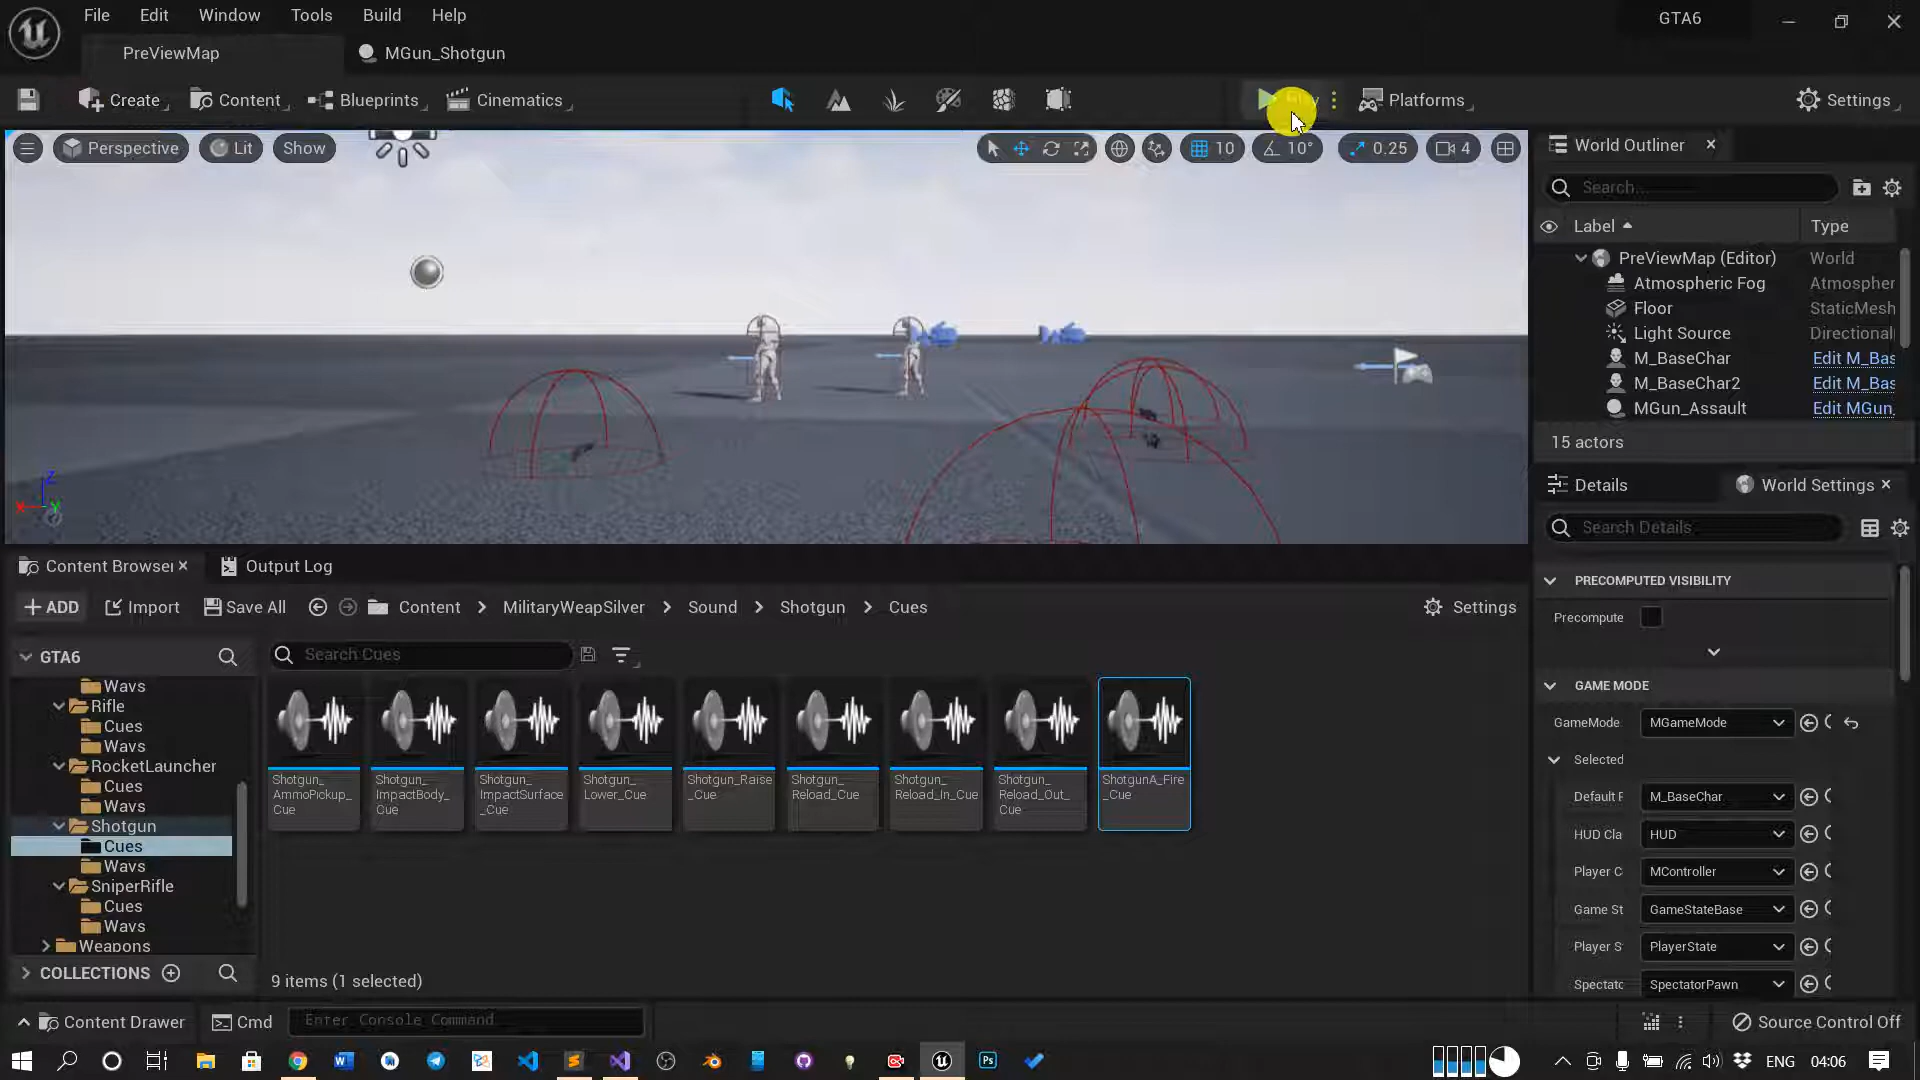 File Edit Window Tools Build Help
GTA6
PreViewMap
MGun_Shotgun
Create
Content
Blueprints
Cinematics
Platforms
Settings
Perspective
Lit
Show
10
10°
0.25
4
World Outliner
Search...
Label
Type
PreViewMap (Editor) World
Atmospheric Fog Atmospher
Floor StaticMesh
Light Source Directional
M_BaseChar Edit M_Bas
M_BaseChar2 Edit M_Bas
MGun_Assault Edit MGun_
15 actors
Details
World Settings
Search Details
PRECOMPUTED VISIBILITY
Precompute
GAME MODE
GameMode MGameMode
Selected
Default F M_BaseChar
HUD Cla HUD
Player C MController
Game St GameStateBase
Player S PlayerState
Spectatc SpectatorPawn
Z
X
Y
Content Browser
Output Log
ADD
Import
Save All
Content > MilitaryWeapSilver > Sound > Shotgun > Cues
Settings
GTA6
Search Cues
Wavs
Rifle
Cues
Wavs
RocketLauncher
Cues
Wavs
Shotgun
Cues
Wavs
SniperRifle
Cues
Wavs
Weapons
COLLECTIONS
Shotgun_
AmmoPickup_
Cue
Shotgun_
ImpactBody_
Cue
Shotgun_
ImpactSurface
_Cue
Shotgun_
Lower_Cue
Shotgun_Raise
_Cue
Shotgun_
Reload_Cue
Shotgun_
Reload_In_Cue
Shotgun_
Reload_Out_
Cue
ShotgunA_Fire
_Cue
9 items (1 selected)
Content Drawer
Cmd
Enter Console Command
Source Control Off
Ps
ENG
04:06